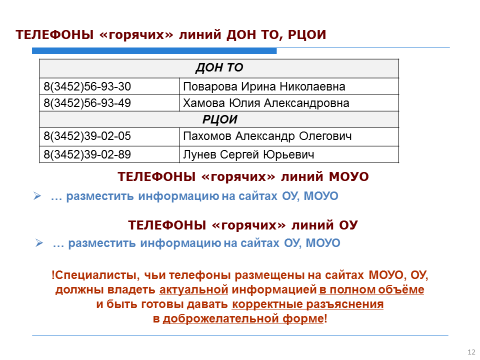 ТЕЛЕФОНЫ «горячих» линий ДОН ТО, РЦОИ
ДОН ТО
8(3452)56-93-30 Поварова Ирина Николаевна
8(3452)56-93-49 Хамова Юлия Александровна
РЦОИ
8(3452)39-02-05 Пахомов Александр Олегович
8(3452)39-02-89 Лунев Сергей Юрьевич
ТЕЛЕФОНЫ «горячих» линий МОУО
… разместить информацию на сайтах ОУ, МОУО
ТЕЛЕФОНЫ «горячих» линий ОУ
… разместить информацию на сайтах ОУ, МОУО
!Специалисты, чьи телефоны размещены на сайтах МОУО, ОУ,
должны владеть актуальной информацией в полном объёме
и быть готовы давать корректные разъяснения
в доброжелательной форме!
12